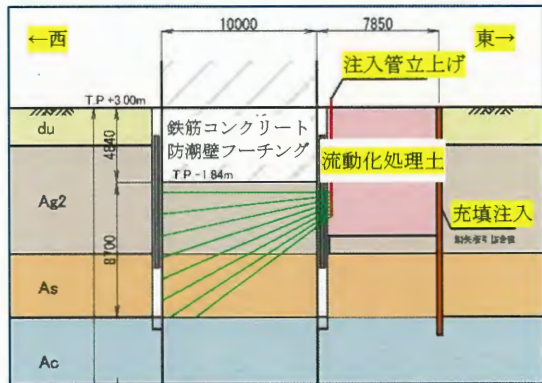 10000
7850
←西
東→
注入管立上げ
T.P +3.00m
du
4840
鉄筋コンクリート
防潮壁フーチング
流動化処理土
T.P -1.84m
Ag2
充填注入
8700
As
Ac